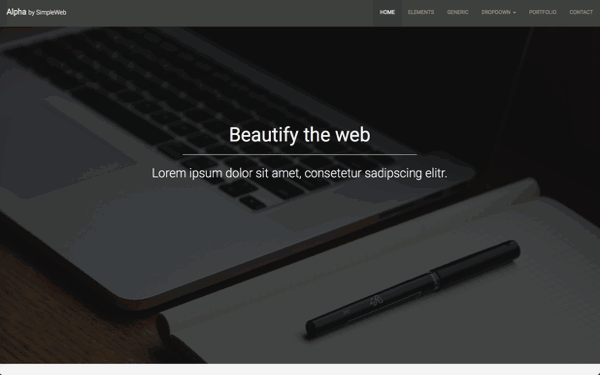 Alpha by SimpleWeb
HOME ELEMENTS GENERIC DROPDOWN PORTFOLIO CONTACT
Beautify the web
Lorem ipsum dolor sit amet, consetetur sadipscing elitr.